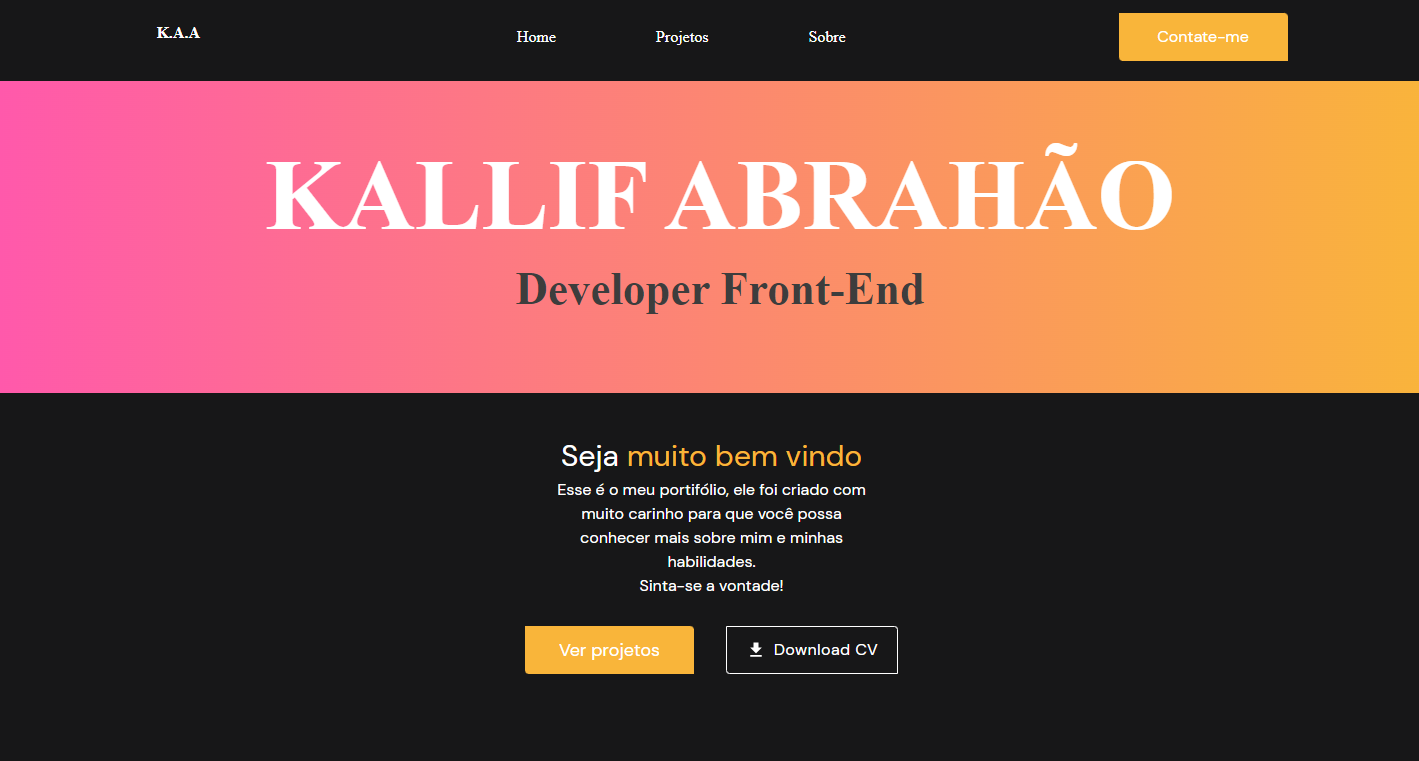 K.A.A
Home
Projetos
Sobre
Contate-me
KALLIF ABRAHÃO
Developer Front-End
Seja muito bem vindo
Esse é o meu portifólio, ele foi criado com
muito carinho para que você possa
conhecer mais sobre mim e minhas
habilidades.
Sinta-se a vontade!
Ver projetos
Download CV